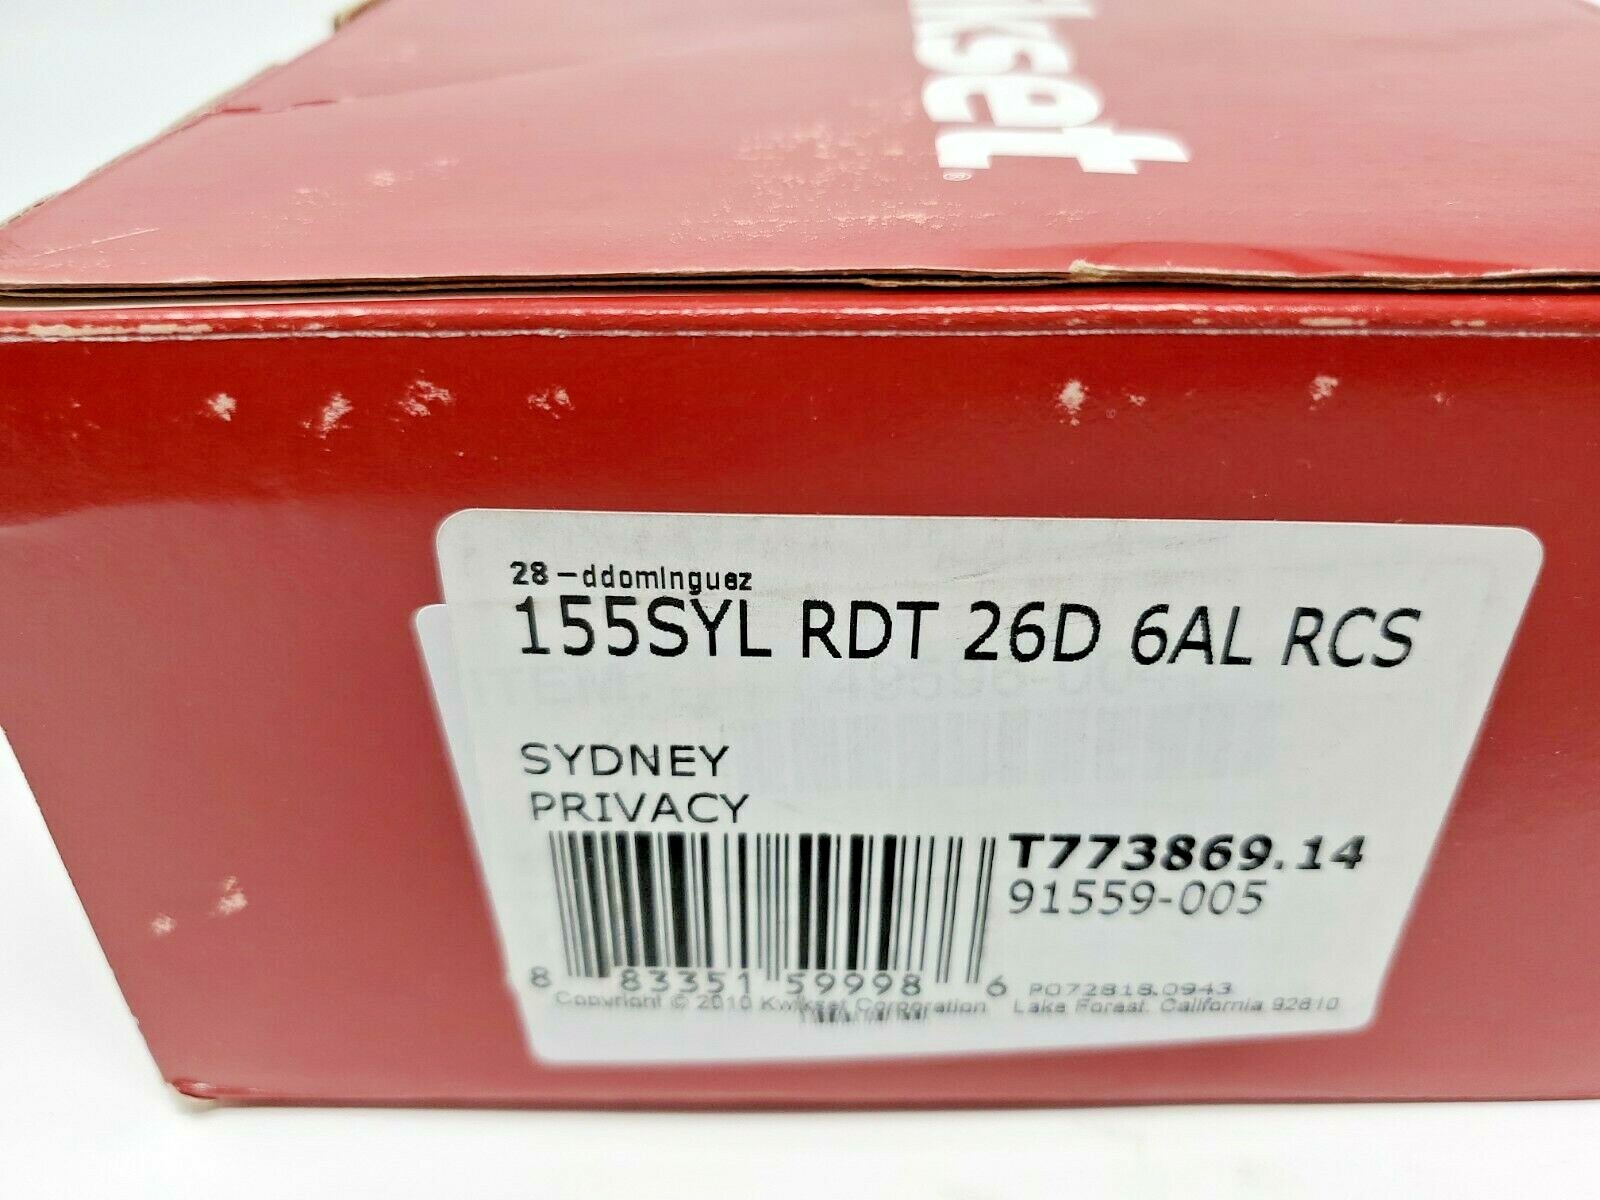 kset®
28-ddominguez
155SYL RDT 26D 6AL RCS
SYDNEY
PRIVACY
T773869.14
91559-005
8 83351 59998 6
P072818.0943
Copyright © 2010 Kwikset Corporation Lake Forest, California 92610